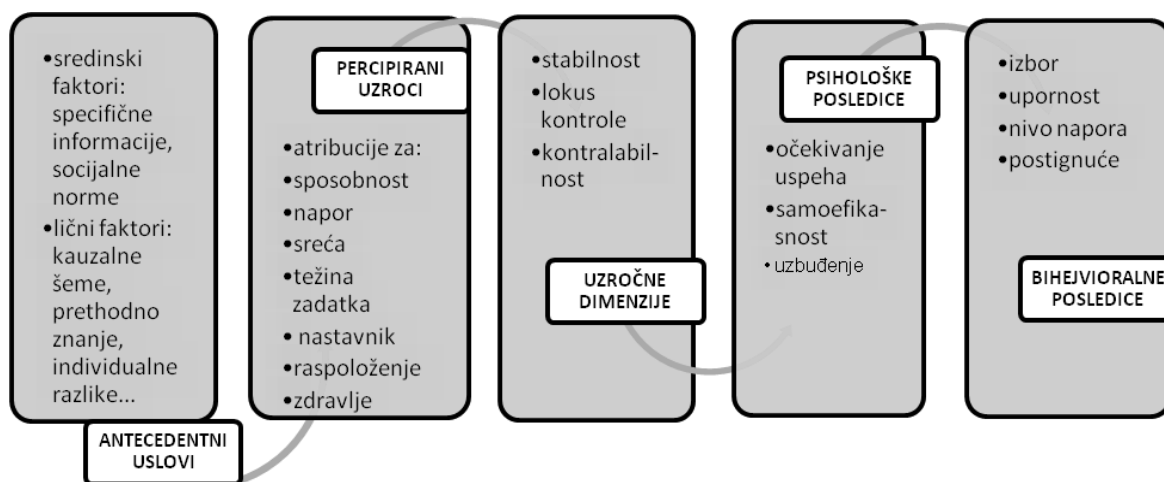 •sredinski
faktori:
specifične
informacije,
socijalne
norme
•lični faktori:
kauzalne
šeme,
prethodno
znanje,
individualne
razlike...
ANTECEDENTNI
USLOVI
PERCIPIRANI
UZROCI
•atribucije za:
•sposobnost
•napor
•sreća
•težina
zadatka
• nastavnik
•raspoloženje
•zdravlje
•stabilnost
•lokus
kontrole
•kontralabil-
nost
UZROČNE
DIMENZIJE
PSIHOLOŠKE
POSLEDICE
•očekivanje
uspeha
•samoefika-
snost
• uzbuđenje
•izbor
•upornost
•nivo napora
•postignuće
BIHEJVIORALNE
POSLEDICE